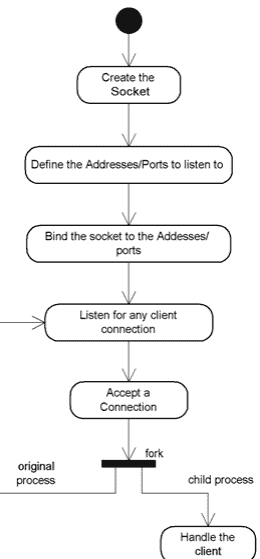 Create the
Socket
Define the Addresses/Ports to listen to
Bind the socket to the Addesses/
ports
Listen for any client
connection
Accept a
Connection
fork
original
process
child process
Handle the
client